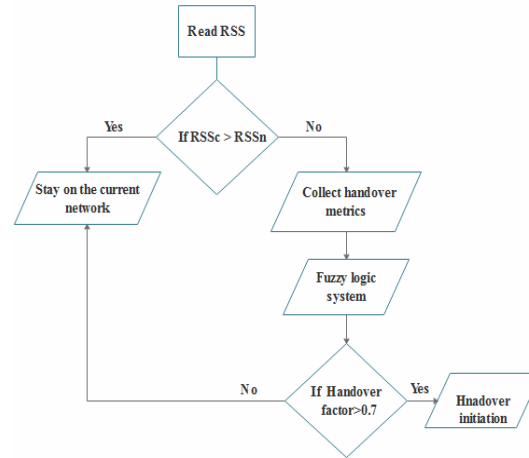 Read RSS
If RSSc > RSSn
Yes
No
Stay on the current
network
Collect handover
metrics
Fuzzy logic
system
If Handover
factor>0.7
No
Yes
Hnadover
initiation